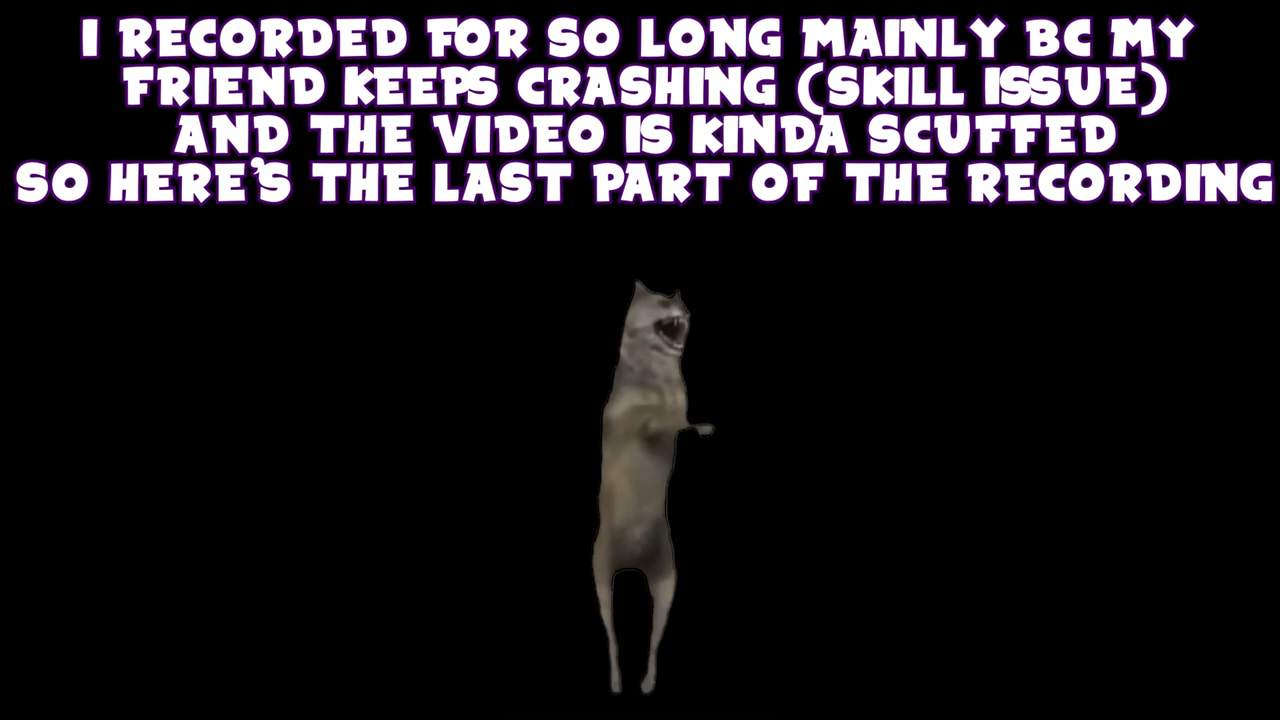 I RECORDED FOR SO LONG MAINLY BC MY
FRIEND KEEPS CRASHING (SKILL ISSUE)
AND THE VIDEO IS KINDA SCUFFED
SO HERE'S THE LAST PART OF THE RECORDING